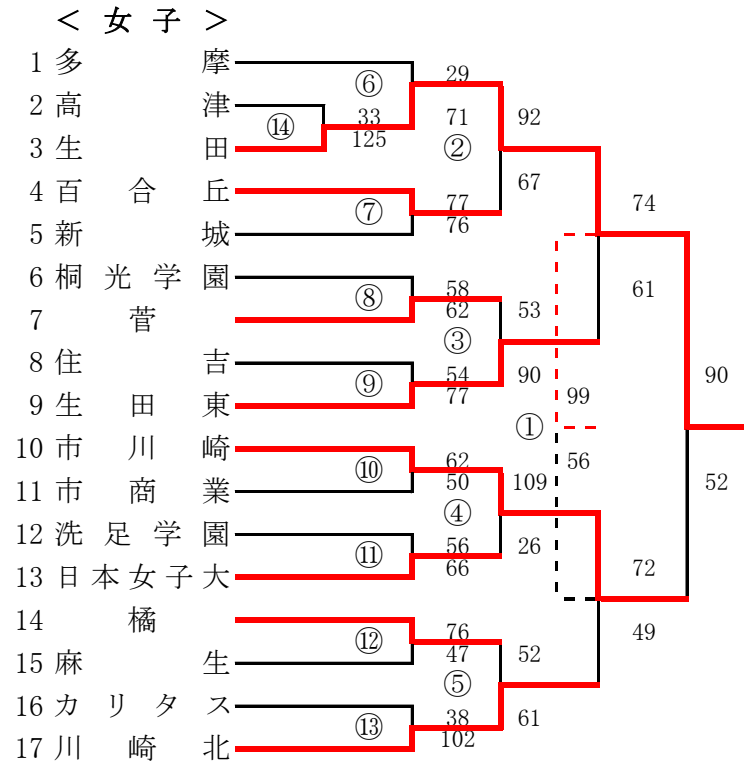 ＜ 女 子 ＞
1 多 摩
2 高 津
3 生 田
4 百 合 丘
5 新 城
6 桐 光 学 園
7 菅
8 住 吉
9 生 田 東
10 市 川 崎
11 市 商 業
12 洗 足 学 園
13 日 本 女 子 大
14 橘
15 麻 生
16 カ リ タ ス
17 川 崎 北
⑭
33
125
⑥
29
71
⑦
77
76
⑧
58
62
⑨
54
77
⑩
62
50
⑪
56
66
⑫
76
47
⑬
38
102
②
92
67
③
53
90
④
109
26
⑤
52
61
①
99
56
74
61
72
49
90
52